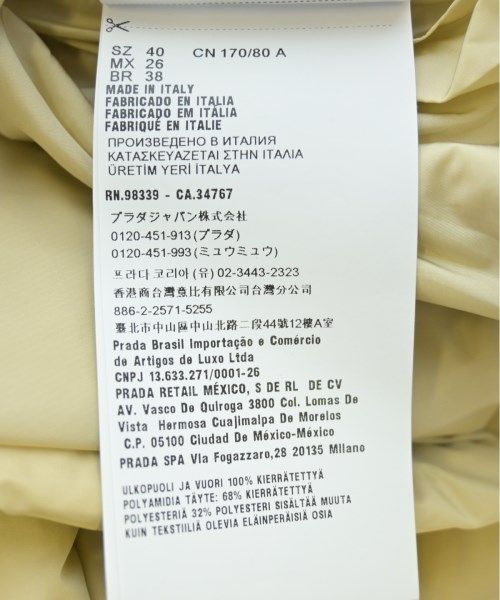 SZ 40 CN 170/80 A
MX 26
BR 38
MADE IN ITALY
FABRICADO EN ITALIA
FABRICADO EM ITÁLIA
FABRIQUÉ EN ITALIE
ПРОИЗВЕДЕНО В ИТАЛИЯ
ΚΑΤΑΣΚΕΥΑΖΕΤΑΙ ΣΤΗΝ ΙΤΑΛΙΑ
ÜRETİM YERİ İTALYA
RN.98339 - CA.34767
プラダジャパン株式会社
0120-451-913(プラダ)
0120-451-993(ミュウミュウ)
프라다 코리아(유) 02-3443-2323
香港商台灣意比有限公司台灣分公司
886-2-2571-5255
臺北市中山區中山北路二段44號12樓A室
Prada Brasil Importação e Comércio
de Artigos de Luxo Ltda
CNPJ 13.633.271/0001-26
PRADA RETAIL MÉXICO, S DE RL DE CV
AV. Vasco De Quiroga 3800 Col. Lomas De
Vista Hermosa Cuajimalpa De Morelos
C.P. 05100 Ciudad De México-México
PRADA SPA Via Fogazzaro,28 20135 Milano
ULKOPUOLI JA VUORI 100% KIERRÄTETTYÄ
POLYAMIDIA TÄYTE: 68% KIERRÄTETTYÄ
POLYESTERIÄ 32% POLYESTERI SISÄLTÄÄ MUUTA
KUIN TEKSTIILIÄ OLEVIA ELÄINPERÄISIÄ OSIA